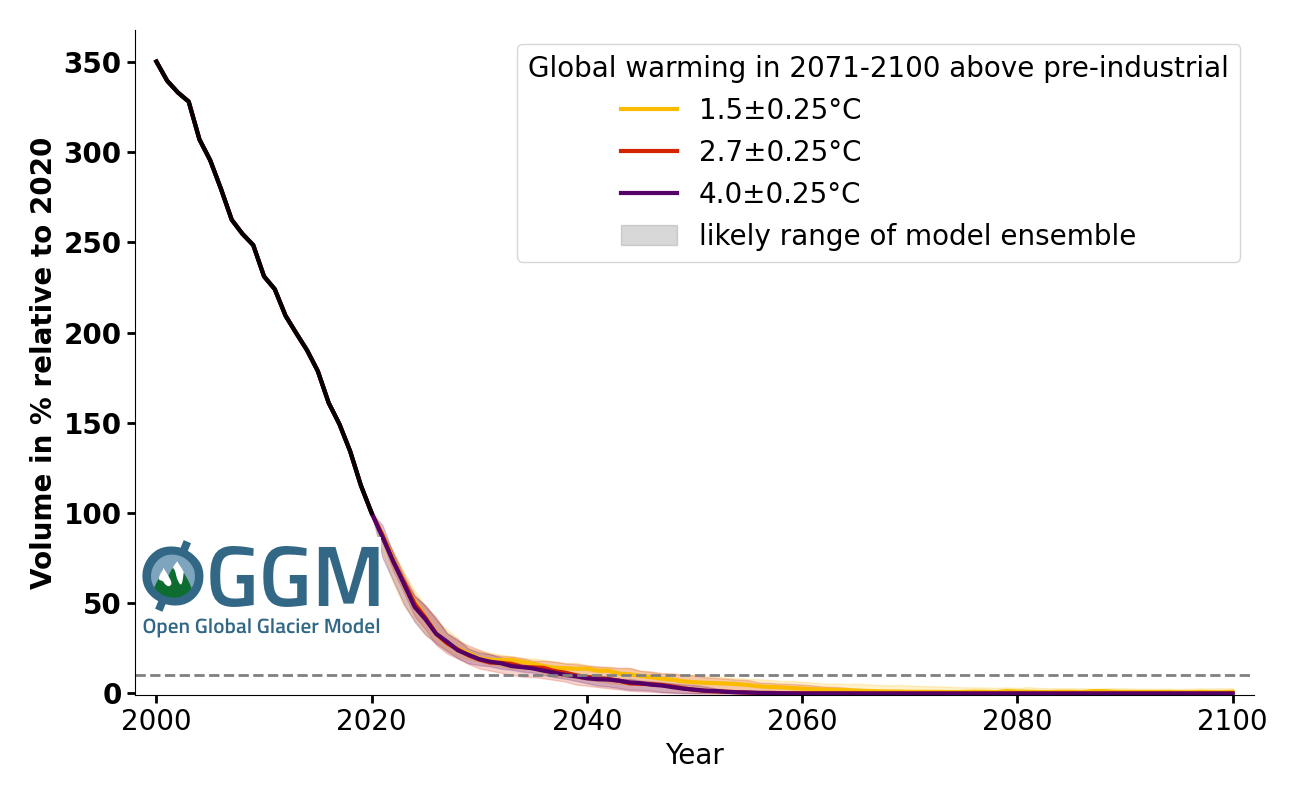 Global warming in 2071-2100 above pre-industrial
1.5±0.25°C
2.7±0.25°C
4.0±0.25°C
likely range of model ensemble
Volume in % relative to 2020
350
300
250
200
150
100
50
0
GGM
Open Global Glacier Model
2000 2020 2040 2060 2080 2100
Year